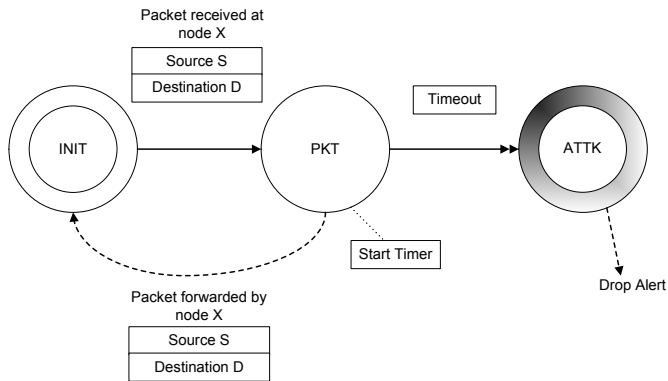 Packet received at
node X
Source S
Destination D
Timeout
INIT
PKT
ATTK
Start Timer
Drop Alert
Packet forwarded by
node X
Source S
Destination D